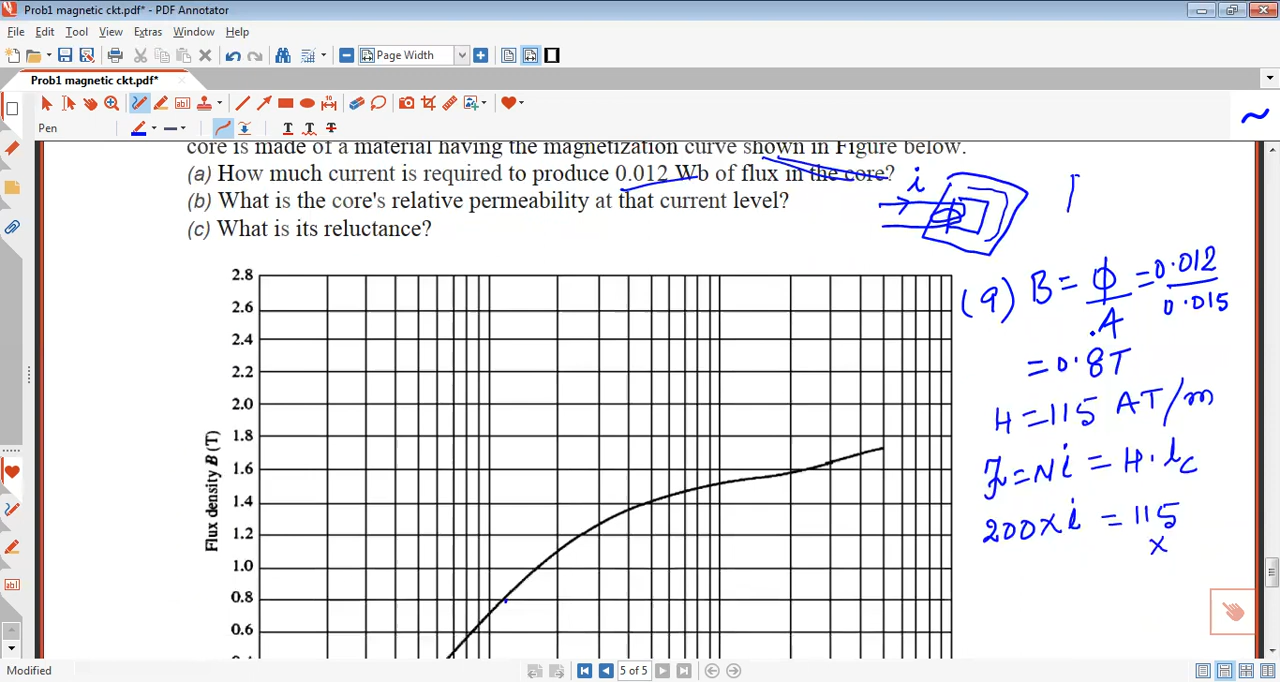 Prob1 magnetic ckt.pdf* - PDF Annotator
File Edit Tool View Extras Window Help
Page Width
Prob1 magnetic ckt.pdf*
Pen
core is made of a material having the magnetization curve shown in Figure below.
(a) How much current is required to produce 0.012 Wb of flux in the core?
(b) What is the core's relative permeability at that current level?
(c) What is its reluctance?
i
(a) B = ϕ/A = 0.012/0.015
= 0.8T
H = 115 AT/m
F = Ni = H·lc
200 x i = 115
x
2.8
2.6
2.4
2.2
2.0
1.8
1.6
1.4
1.2
1.0
0.8
0.6
Flux density B (T)
5 of 5
Modified